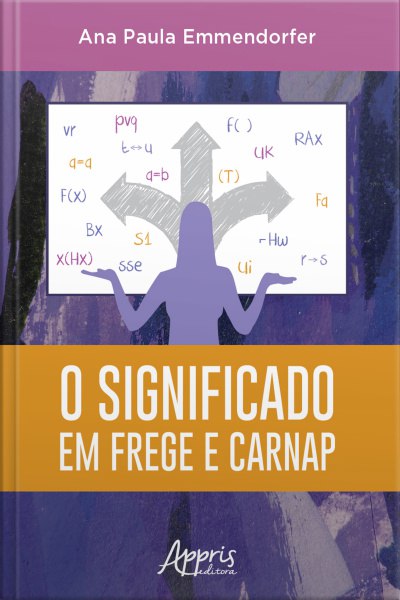 Ana Paula Emmendorfer
vr
pvq
f( )
RAx
t↔u
UK
a=a
a=b
(T)
F(x)
Fa
Bx
S1
¬Hw
x(Hx)
sse
Ui
r→s
O SIGNIFICADO
EM FREGE E CARNAP
Appris
editora